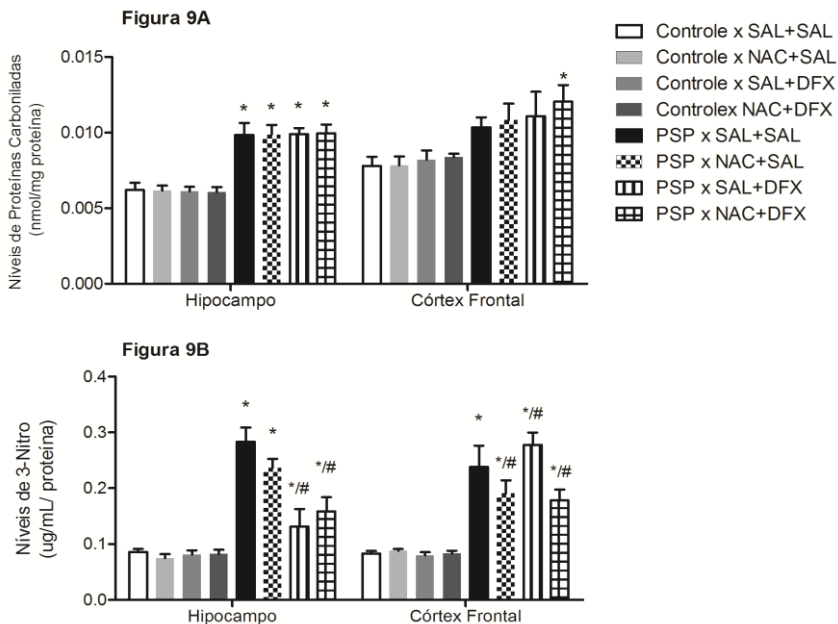 Figura 9A
Níveis de Proteínas Carboniladas
(nmol/mg proteína)
0.015
0.010
0.005
0.000
* * * *
*
Hipocampo
Córtex Frontal
Controle x SAL+SAL
Controle x NAC+SAL
Controle x SAL+DFX
Controlex NAC+DFX
PSP x SAL+SAL
PSP x NAC+SAL
PSP x SAL+DFX
PSP x NAC+DFX
Figura 9B
Níveis de 3-Nitro
(ug/mL/ proteína)
0.4
0.3
0.2
0.1
0.0
*
*
*/#
*/#
*
*/#
*/#
*/#
Hipocampo
Córtex Frontal